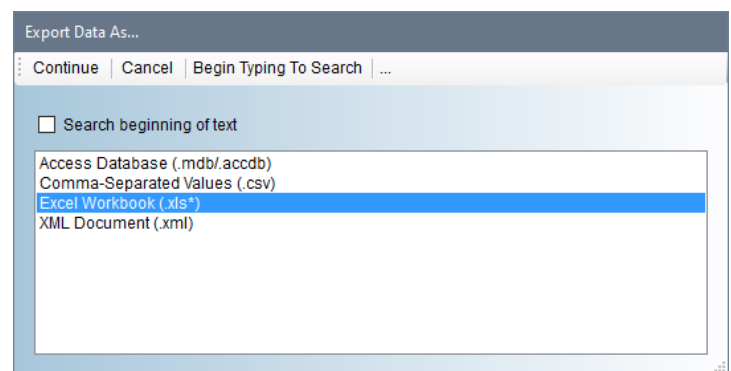 Export Data As...
Continue Cancel Begin Typing To Search ...
Search beginning of text
Access Database (.mdb/.accdb)
Comma-Separated Values (.csv)
Excel Workbook (.xls*)
XML Document (.xml)